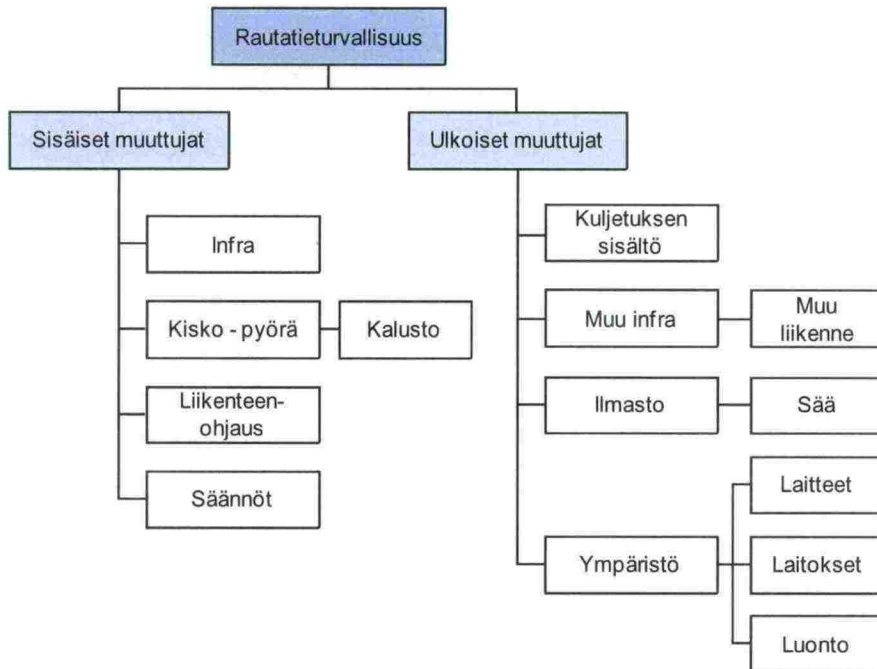 Rautatieturvallisuus
Sisäiset muuttujat
Ulkoiset muuttujat
Infra
Kisko - pyörä
Kalusto
Liikenteen-
ohjaus
Säännöt
Kuljetuksen
sisältö
Muu infra
Muu
liikenne
Ilmasto
Sää
Ympäristö
Laitteet
Laitokset
Luonto